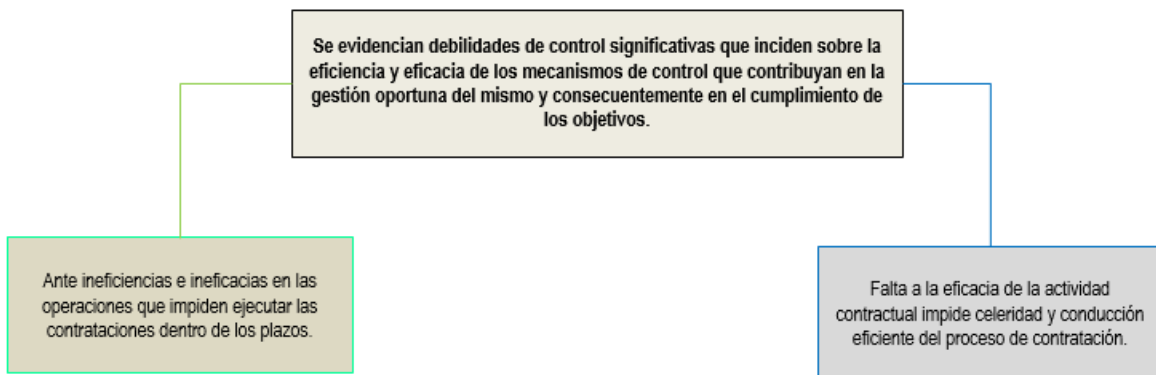 Se evidencian debilidades de control significativas que inciden sobre la
eficiencia y eficacia de los mecanismos de control que contribuyan en la
gestión oportuna del mismo y consecuentemente en el cumplimiento de
los objetivos.
Ante ineficiencias e ineficacias en las
operaciones que impiden ejecutar las
contrataciones dentro de los plazos.
Falta a la eficacia de la actividad
contractual impide celeridad y conducción
eficiente del proceso de contratación.